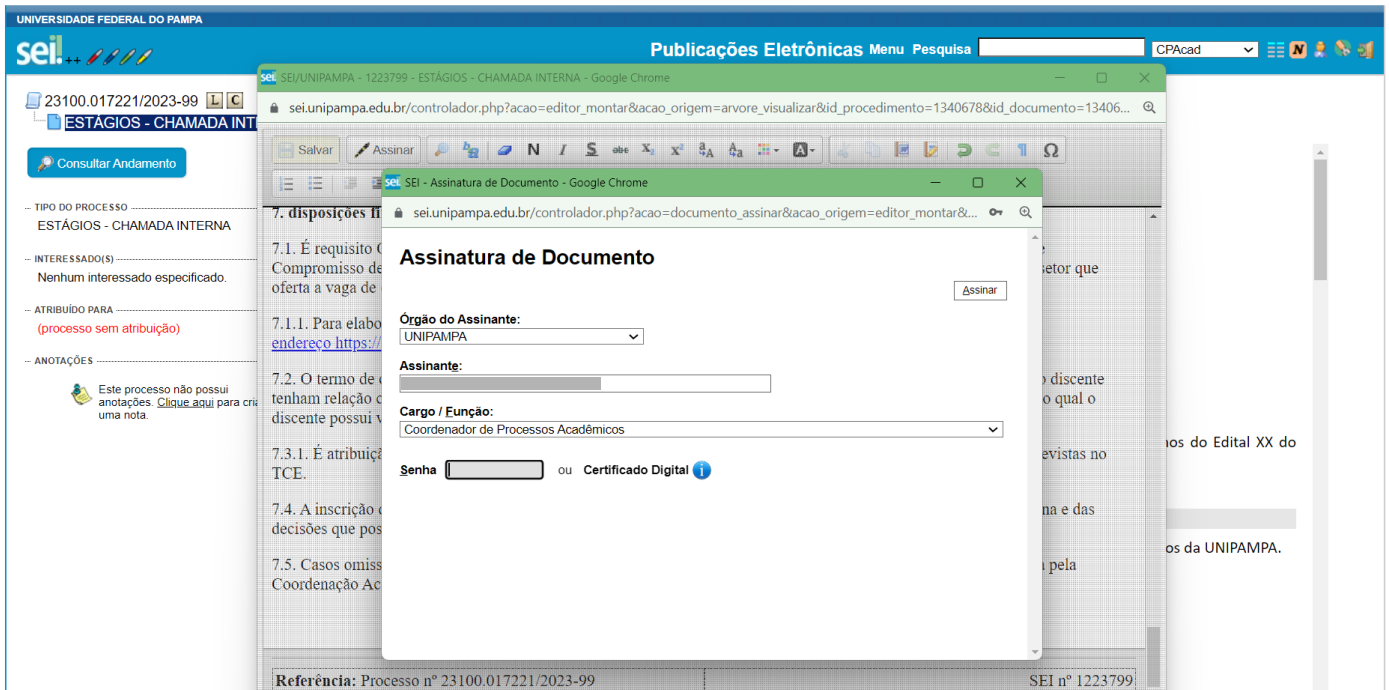 UNIVERSIDADE FEDERAL DO PAMPA
sei!
Publicações Eletrônicas Menu Pesquisa CPAcad
23100.017221/2023-99 L C
ESTÁGIOS - CHAMADA INT
Consultar Andamento
TIPO DO PROCESSO
ESTÁGIOS - CHAMADA INTERNA
INTERESSADO(S)
Nenhum interessado especificado.
ATRIBUÍDO PARA
(processo sem atribuição)
ANOTAÇÕES
Este processo não possui
anotações. Clique aqui para cria
uma nota.
sei. SEI/UNIPAMPA - 1223799 - ESTÁGIOS - CHAMADA INTERNA - Google Chrome
sei.unipampa.edu.br/controlador.php?acao=editor_montar&acao_origem=arvore_visualizar&id_procedimento=1340678&id_documento=13406...
Salvar Assinar N I S abc X₂ X² Ω
7. disposições fi
7.1. É requisito
Compromisso de setor que
oferta a vaga de
7.1.1. Para elabo
endereço https://
7.2. O termo de discente
tenham relação o qual o
discente possui v
7.3.1. É atribuiç evistas no
TCE.
7.4. A inscrição na e das
decisões que pos
7.5. Casos omiss pela
Coordenação Ac
Referência: Processo nº 23100.017221/2023-99 SEI nº 1223799
sei. SEI - Assinatura de Documento - Google Chrome
sei.unipampa.edu.br/controlador.php?acao=documento_assinar&acao_origem=editor_montar&...
Assinatura de Documento
Assinar
Órgão do Assinante:
UNIPAMPA
Assinante:
Cargo / Função:
Coordenador de Processos Acadêmicos
Senha ou Certificado Digital i
nos do Edital XX do
os da UNIPAMPA.